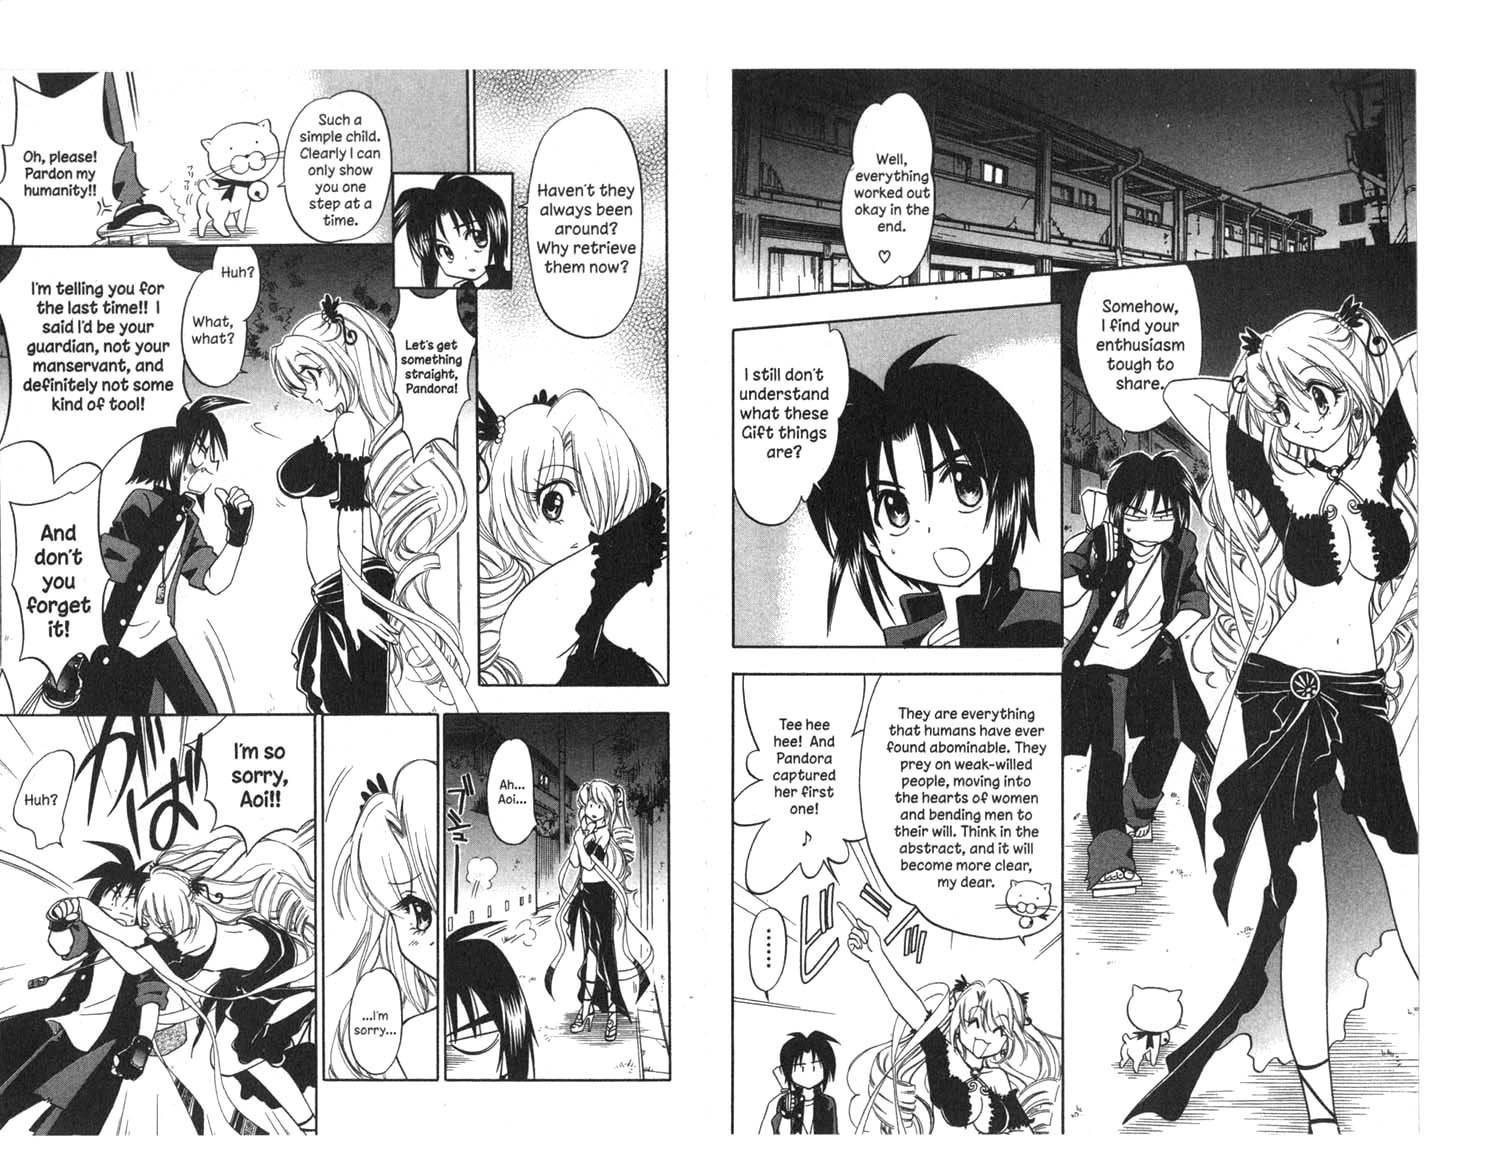 Well,
everything
worked out
okay in the
end.
♡
Somehow,
I find your
enthusiasm
tough to
share.
I still don't
understand
what these
Gift things
are?
They are everything
that humans have ever
found abominable. They
prey on weak-willed
people, moving into
the hearts of women
and bending men to
their will. Think in the
abstract, and it will
become more clear,
my dear.
Tee hee
hee! And
Pandora
captured
her first
one!
♪
ビシッ
......
Haven't they
always been
around?
Why retrieve
them now?
Such a
simple child.
Clearly I can
only show
you one
step at a
time.
Oh, please!
Pardon my
humanity!!
Let's get
something
straight,
Pandora!
Huh?
What,
what?
I'm telling you for
the last time!! I
said I'd be your
guardian, not your
manservant, and
definitely not some
kind of tool!
And
don't
you
forget
it!
Ah...
Aoi...
...I'm
sorry...
I'm so
sorry,
Aoi!!
がばっ
Huh?